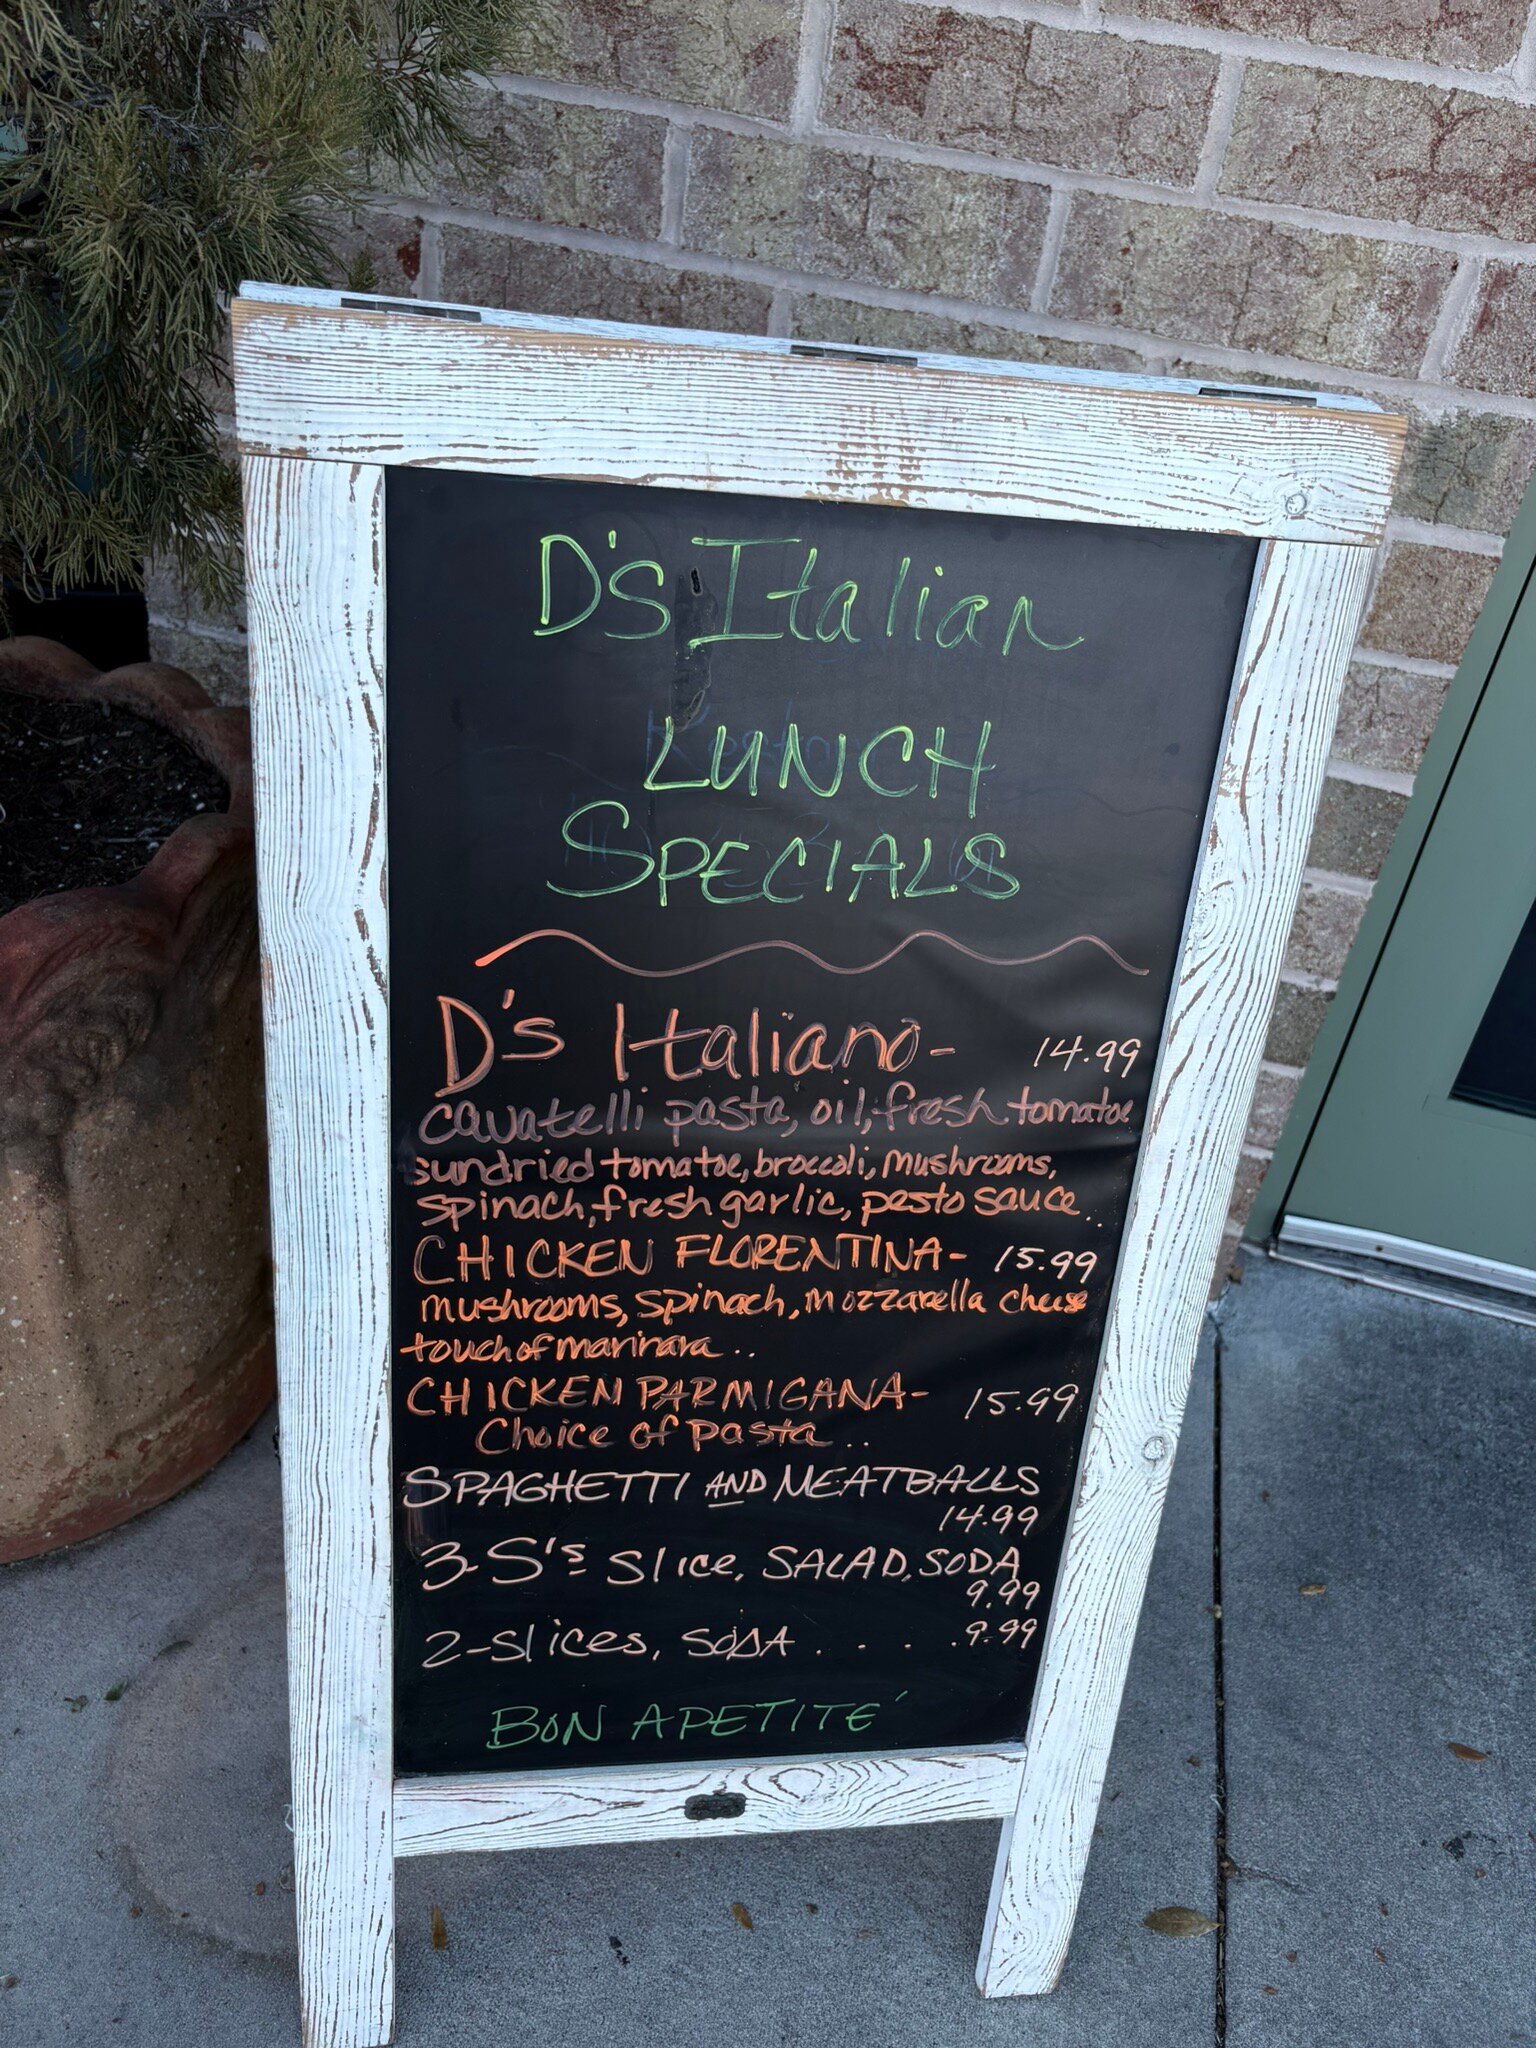 D's Italian
LUNCH
SPECIALS
D's Italiano - 14.99
cavatelli pasta, oil, fresh tomatoe
sundried tomatoe, broccoli, mushrooms,
spinach, fresh garlic, pesto sauce..
CHICKEN FLORENTINA - 15.99
mushrooms, spinach, mozzarella cheese
touch of marinara ..
CHICKEN PARMIGANA - 15.99
Choice of pasta ..
SPAGHETTI AND MEATBALLS
14.99
3-S's slice, SALAD, SODA
9.99
2-slices, SODA . . . . 9.99
BON APETITE´